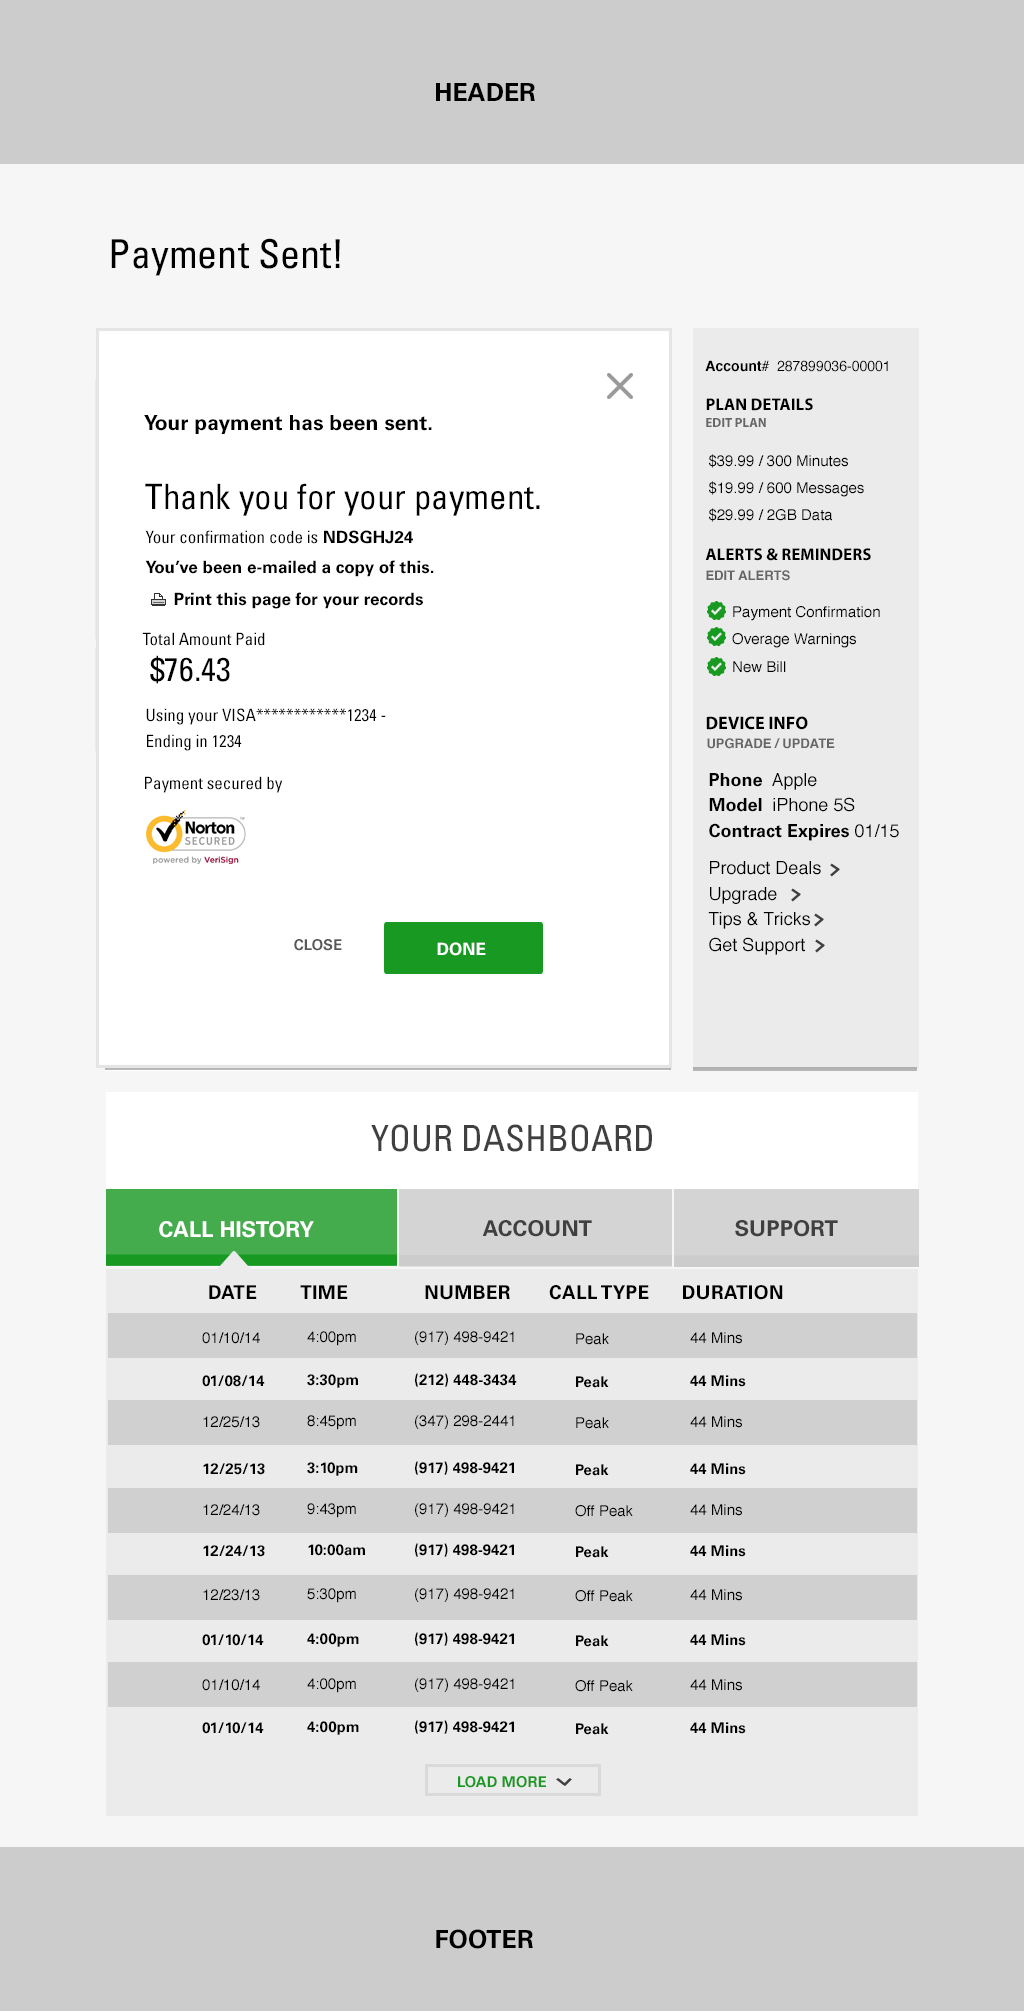 HEADER
Payment Sent!
Your payment has been sent.
Thank you for your payment.
Your confirmation code is NDSGHJ24
You've been e-mailed a copy of this.
Print this page for your records
Total Amount Paid
$76.43
Using your VISA************1234 -
Ending in 1234
Payment secured by
Norton
SECURED
powered by VeriSign
CLOSE
DONE
Account# 287899036-00001
PLAN DETAILS
EDIT PLAN
$39.99 / 300 Minutes
$19.99 / 600 Messages
$29.99 / 2GB Data
ALERTS & REMINDERS
EDIT ALERTS
Payment Confirmation
Overage Warnings
New Bill
DEVICE INFO
UPGRADE / UPDATE
Phone Apple
Model iPhone 5S
Contract Expires 01/15
Product Deals
Upgrade
Tips & Tricks
Get Support
YOUR DASHBOARD
CALL HISTORY ACCOUNT SUPPORT
DATE TIME NUMBER CALL TYPE DURATION
01/10/14 4:00pm (917) 498-9421 Peak 44 Mins
01/08/14 3:30pm (212) 448-3434 Peak 44 Mins
12/25/13 8:45pm (347) 298-2441 Peak 44 Mins
12/25/13 3:10pm (917) 498-9421 Peak 44 Mins
12/24/13 9:43pm (917) 498-9421 Off Peak 44 Mins
12/24/13 10:00am (917) 498-9421 Peak 44 Mins
12/23/13 5:30pm (917) 498-9421 Off Peak 44 Mins
01/10/14 4:00pm (917) 498-9421 Peak 44 Mins
01/10/14 4:00pm (917) 498-9421 Off Peak 44 Mins
01/10/14 4:00pm (917) 498-9421 Peak 44 Mins
LOAD MORE
FOOTER